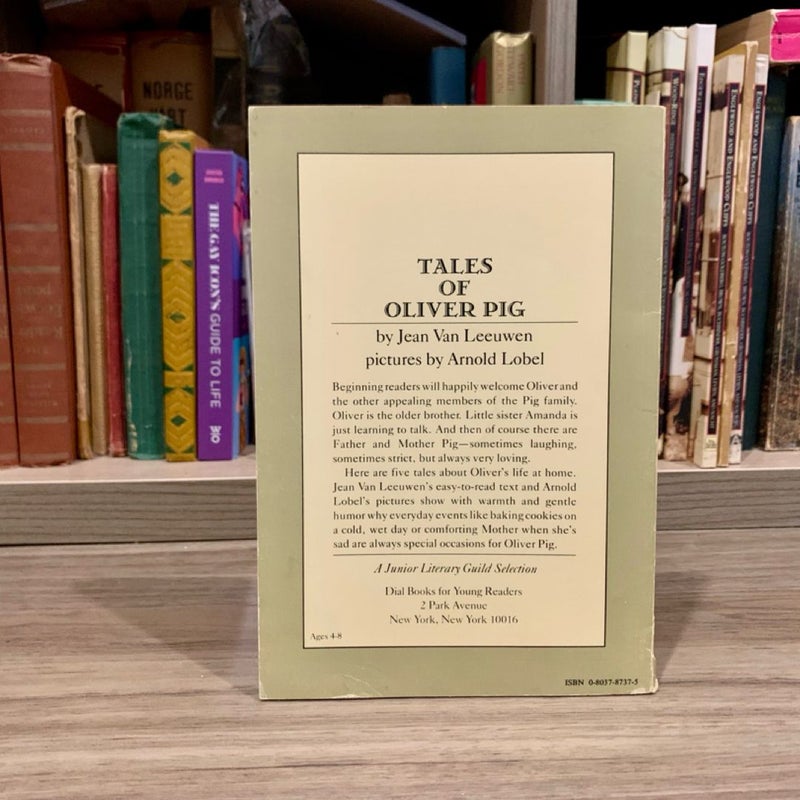 NORGE
THE GAY ICON'S GUIDE TO LIFE
BIO
TALES
OF
OLIVER PIG
by Jean Van Leeuwen
pictures by Arnold Lobel
Beginning readers will happily welcome Oliver and
the other appealing members of the Pig family.
Oliver is the older brother. Little sister Amanda is
just learning to talk. And then of course there are
Father and Mother Pig—sometimes laughing,
sometimes strict, but always very loving.
Here are five tales about Oliver's life at home.
Jean Van Leeuwen's easy-to-read text and Arnold
Lobel's pictures show with warmth and gentle
humor why everyday events like baking cookies on
a cold, wet day or comforting Mother when she's
sad are always special occasions for Oliver Pig.
A Junior Literary Guild Selection
Dial Books for Young Readers
2 Park Avenue
New York, New York 10016
Ages 4-8
ISBN 0-8037-8737-5
WOOD-RIDGE
ENGLEWOOD AND ENGLEWOOD CLIFFS
ENGLEWOOD AND ENGLEWOOD CLIFFS